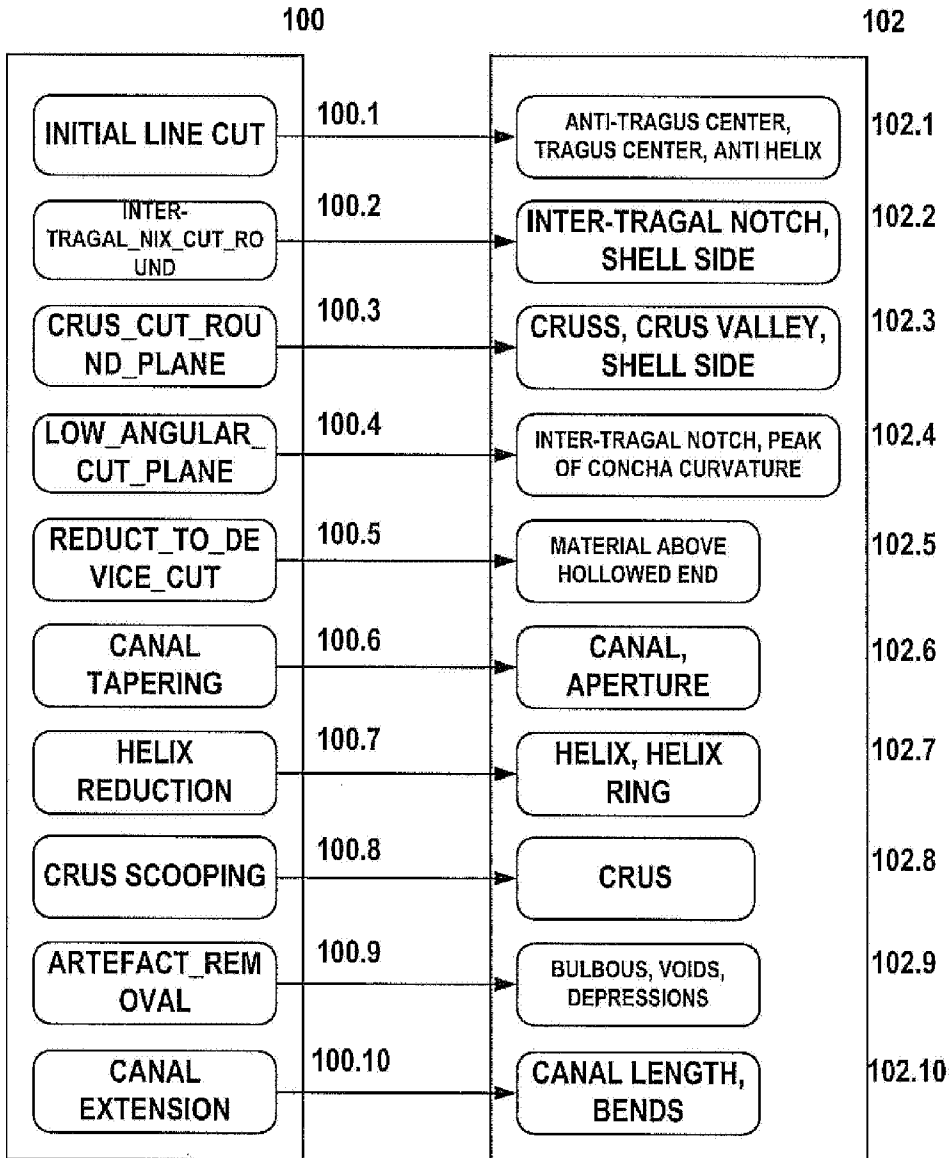 100
102
INITIAL LINE CUT
100.1
ANTI-TRAGUS CENTER,
TRAGUS CENTER, ANTI HELIX
102.1
INTER-
TRAGAL_NIX_CUT_RO
UND
100.2
INTER-TRAGAL NOTCH,
SHELL SIDE
102.2
CRUS_CUT_ROU
ND_PLANE
100.3
CRUSS, CRUS VALLEY,
SHELL SIDE
102.3
LOW_ANGULAR_
CUT_PLANE
100.4
INTER-TRAGAL NOTCH, PEAK
OF CONCHA CURVATURE
102.4
REDUCT_TO_DE
VICE_CUT
100.5
MATERIAL ABOVE
HOLLOWED END
102.5
CANAL
TAPERING
100.6
CANAL,
APERTURE
102.6
HELIX
REDUCTION
100.7
HELIX, HELIX
RING
102.7
CRUS SCOOPING
100.8
CRUS
102.8
ARTEFACT_REM
OVAL
100.9
BULBOUS, VOIDS,
DEPRESSIONS
102.9
CANAL
EXTENSION
100.10
CANAL LENGTH,
BENDS
102.10